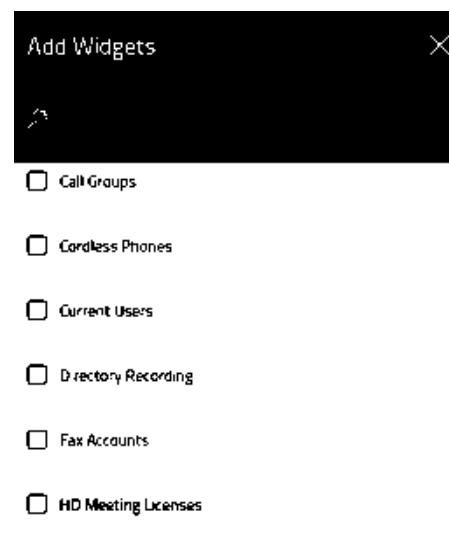 Add Widgets
Call Groups
Cordless Phones
Current Users
Directory Recording
Fax Accounts
HD Meeting Licenses